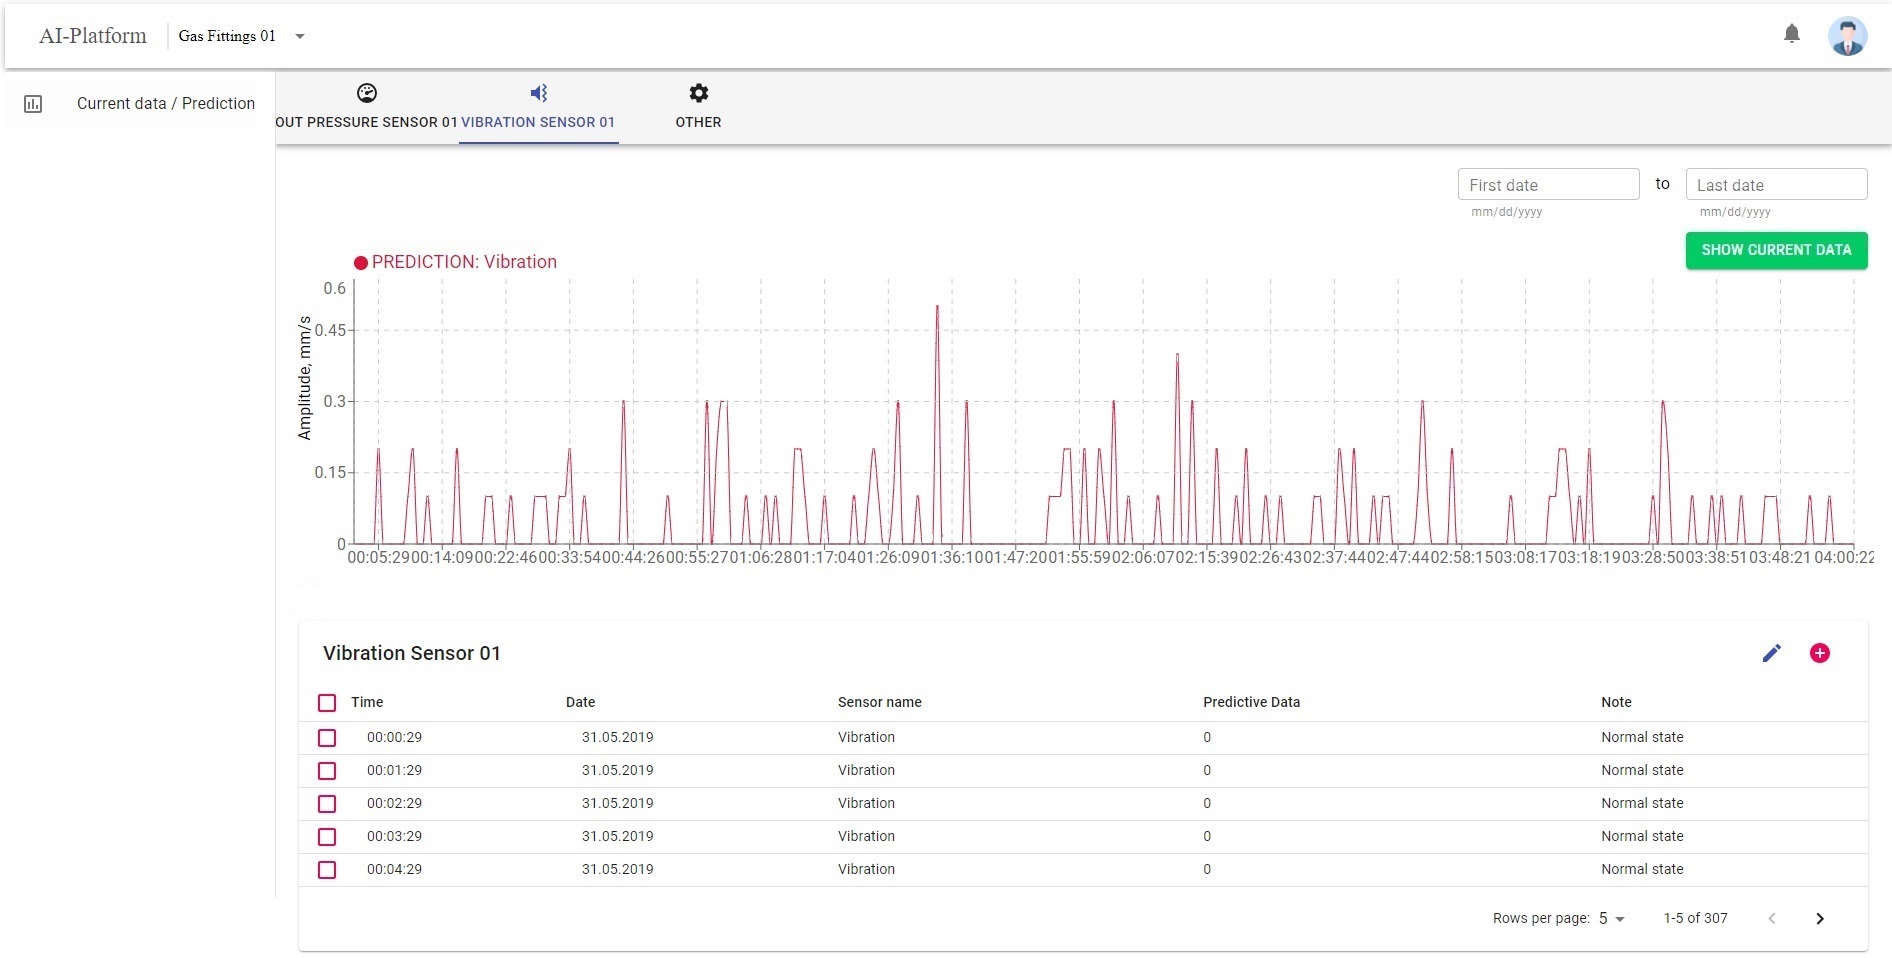 AI-Platform Gas Fittings 01
Current data / Prediction
OUT PRESSURE SENSOR 01 VIBRATION SENSOR 01 OTHER
First date to Last date
mm/dd/yyyy mm/dd/yyyy
SHOW CURRENT DATA
PREDICTION: Vibration
Amplitude, mm/s
0.6
0.45
0.3
0.15
0
00:05:29 00:14:09 00:22:46 00:33:54 00:44:26 00:55:27 01:06:28 01:17:04 01:26:09 01:36:10 01:47:20 01:55:59 02:06:07 02:15:39 02:26:43 02:37:44 02:47:44 02:58:15 03:08:17 03:18:19 03:28:50 03:38:51 03:48:21 04:00:22
Vibration Sensor 01
Time Date Sensor name Predictive Data Note
00:00:29 31.05.2019 Vibration 0 Normal state
00:01:29 31.05.2019 Vibration 0 Normal state
00:02:29 31.05.2019 Vibration 0 Normal state
00:03:29 31.05.2019 Vibration 0 Normal state
00:04:29 31.05.2019 Vibration 0 Normal state
Rows per page: 5 1-5 of 307